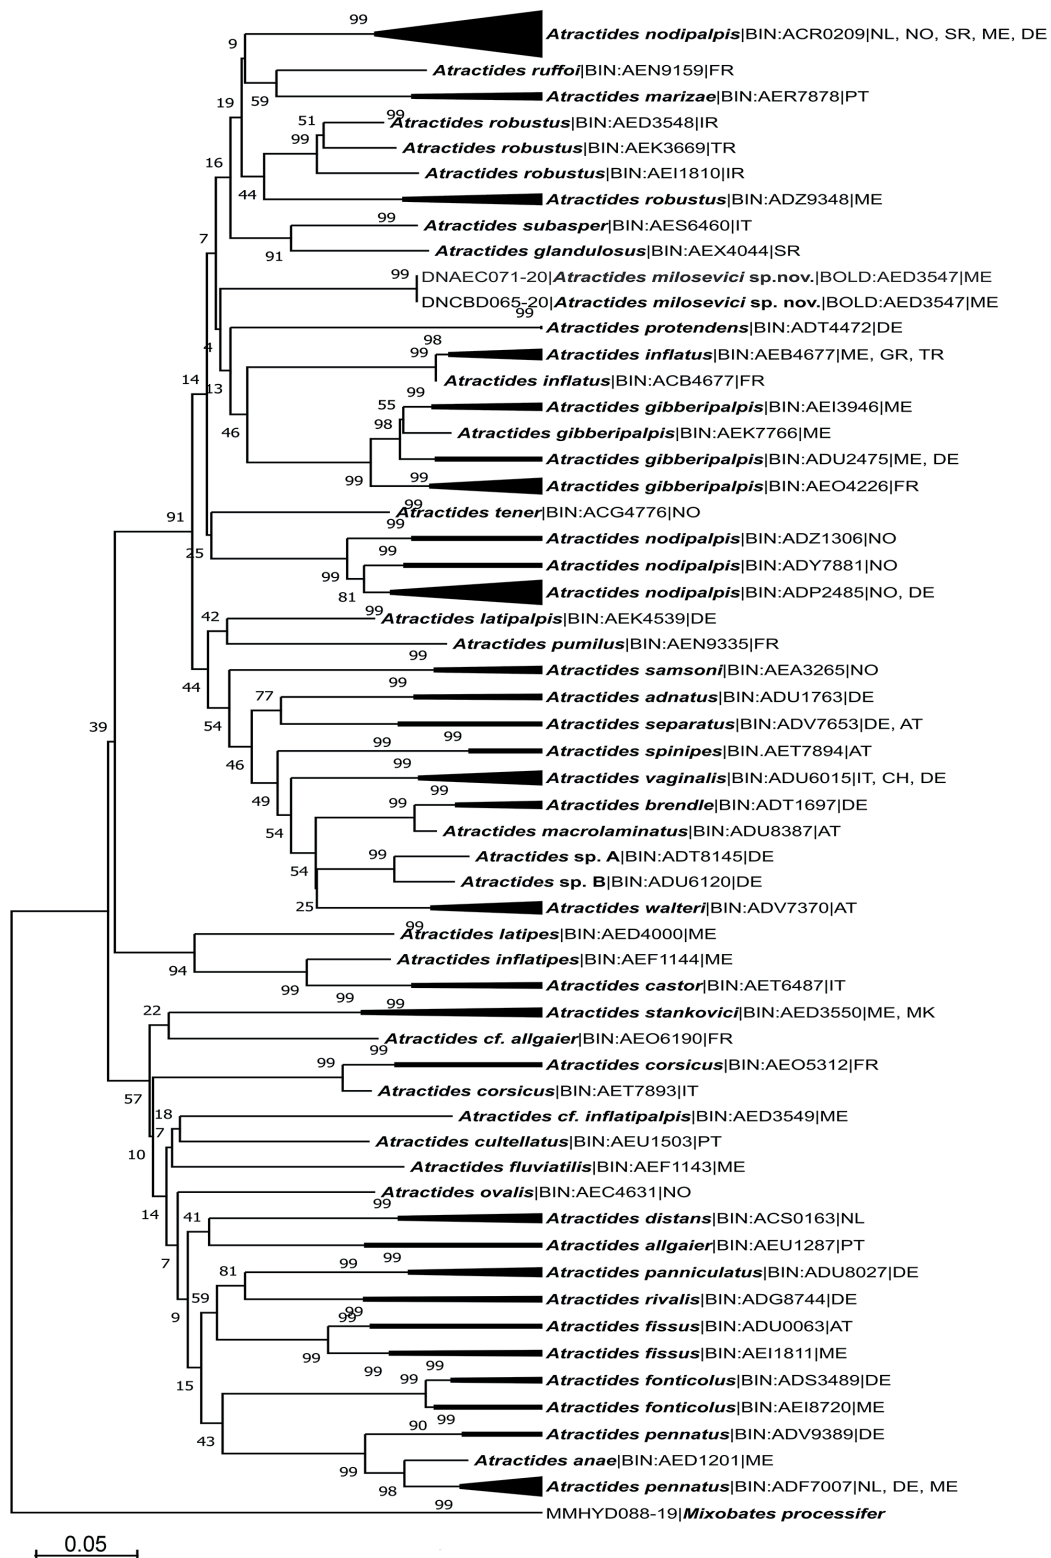 99
Atractides nodipalpis|BIN:ACR0209|NL, NO, SR, ME, DE
9
Atractides ruffoi|BIN:AEN9159|FR
59
Atractides marizae|BIN:AER7878|PT
19
99
51
Atractides robustus|BIN:AED3548|IR
99
Atractides robustus|BIN:AEK3669|TR
16
Atractides robustus|BIN:AEI1810|IR
44
Atractides robustus|BIN:ADZ9348|ME
99
Atractides subasper|BIN:AES6460|IT
7
91
Atractides glandulosus|BIN:AEX4044|SR
99
DNAEC071-20|Atractides milosevici sp.nov.|BOLD:AED3547|ME
DNCBD065-20|Atractides milosevici sp. nov.|BOLD:AED3547|ME
99
Atractides protendens|BIN:ADT4472|DE
4
98
99
Atractides inflatus|BIN:AEB4677|ME, GR, TR
14
Atractides inflatus|BIN:ACB4677|FR
13
99
55
Atractides gibberipalpis|BIN:AEI3946|ME
98
46
Atractides gibberipalpis|BIN:AEK7766|ME
Atractides gibberipalpis|BIN:ADU2475|ME, DE
99
99
Atractides gibberipalpis|BIN:AEO4226|FR
99
Atractides tener|BIN:ACG4776|NO
91
99
Atractides nodipalpis|BIN:ADZ1306|NO
25
99
Atractides nodipalpis|BIN:ADY7881|NO
99
81
Atractides nodipalpis|BIN:ADP2485|NO, DE
99
42
Atractides latipalpis|BIN:AEK4539|DE
Atractides pumilus|BIN:AEN9335|FR
99
Atractides samsoni|BIN:AEA3265|NO
44
99
77
Atractides adnatus|BIN:ADU1763|DE
54
Atractides separatus|BIN:ADV7653|DE, AT
39
99
99
Atractides spinipes|BIN.AET7894|AT
46
99
Atractides vaginalis|BIN:ADU6015|IT, CH, DE
99
49
99
Atractides brendle|BIN:ADT1697|DE
54
Atractides macrolaminatus|BIN:ADU8387|AT
99
Atractides sp. A|BIN:ADT8145|DE
54
Atractides sp. B|BIN:ADU6120|DE
25
Atractides walteri|BIN:ADV7370|AT
99
Atractides latipes|BIN:AED4000|ME
94
Atractides inflatipes|BIN:AEF1144|ME
99
Atractides castor|BIN:AET6487|IT
99
99
22
Atractides stankovici|BIN:AED3550|ME, MK
Atractides cf. allgaier|BIN:AEO6190|FR
99
99
Atractides corsicus|BIN:AEO5312|FR
57
Atractides corsicus|BIN:AET7893|IT
18
Atractides cf. inflatipalpis|BIN:AED3549|ME
7
Atractides cultellatus|BIN:AEU1503|PT
10
Atractides fluviatilis|BIN:AEF1143|ME
Atractides ovalis|BIN:AEC4631|NO
99
14
41
Atractides distans|BIN:ACS0163|NL
Atractides allgaier|BIN:AEU1287|PT
99
7
99
81
Atractides panniculatus|BIN:ADU8027|DE
59
Atractides rivalis|BIN:ADG8744|DE
99
99
9
Atractides fissus|BIN:ADU0063|AT
99
Atractides fissus|BIN:AEI1811|ME
99
99
99
Atractides fonticolus|BIN:ADS3489|DE
15
Atractides fonticolus|BIN:AEI8720|ME
99
90
Atractides pennatus|BIN:ADV9389|DE
43
Atractides anae|BIN:AED1201|ME
99
98
Atractides pennatus|BIN:ADF7007|NL, DE, ME
99
MMHYD088-19|Mixobates processifer
0.05